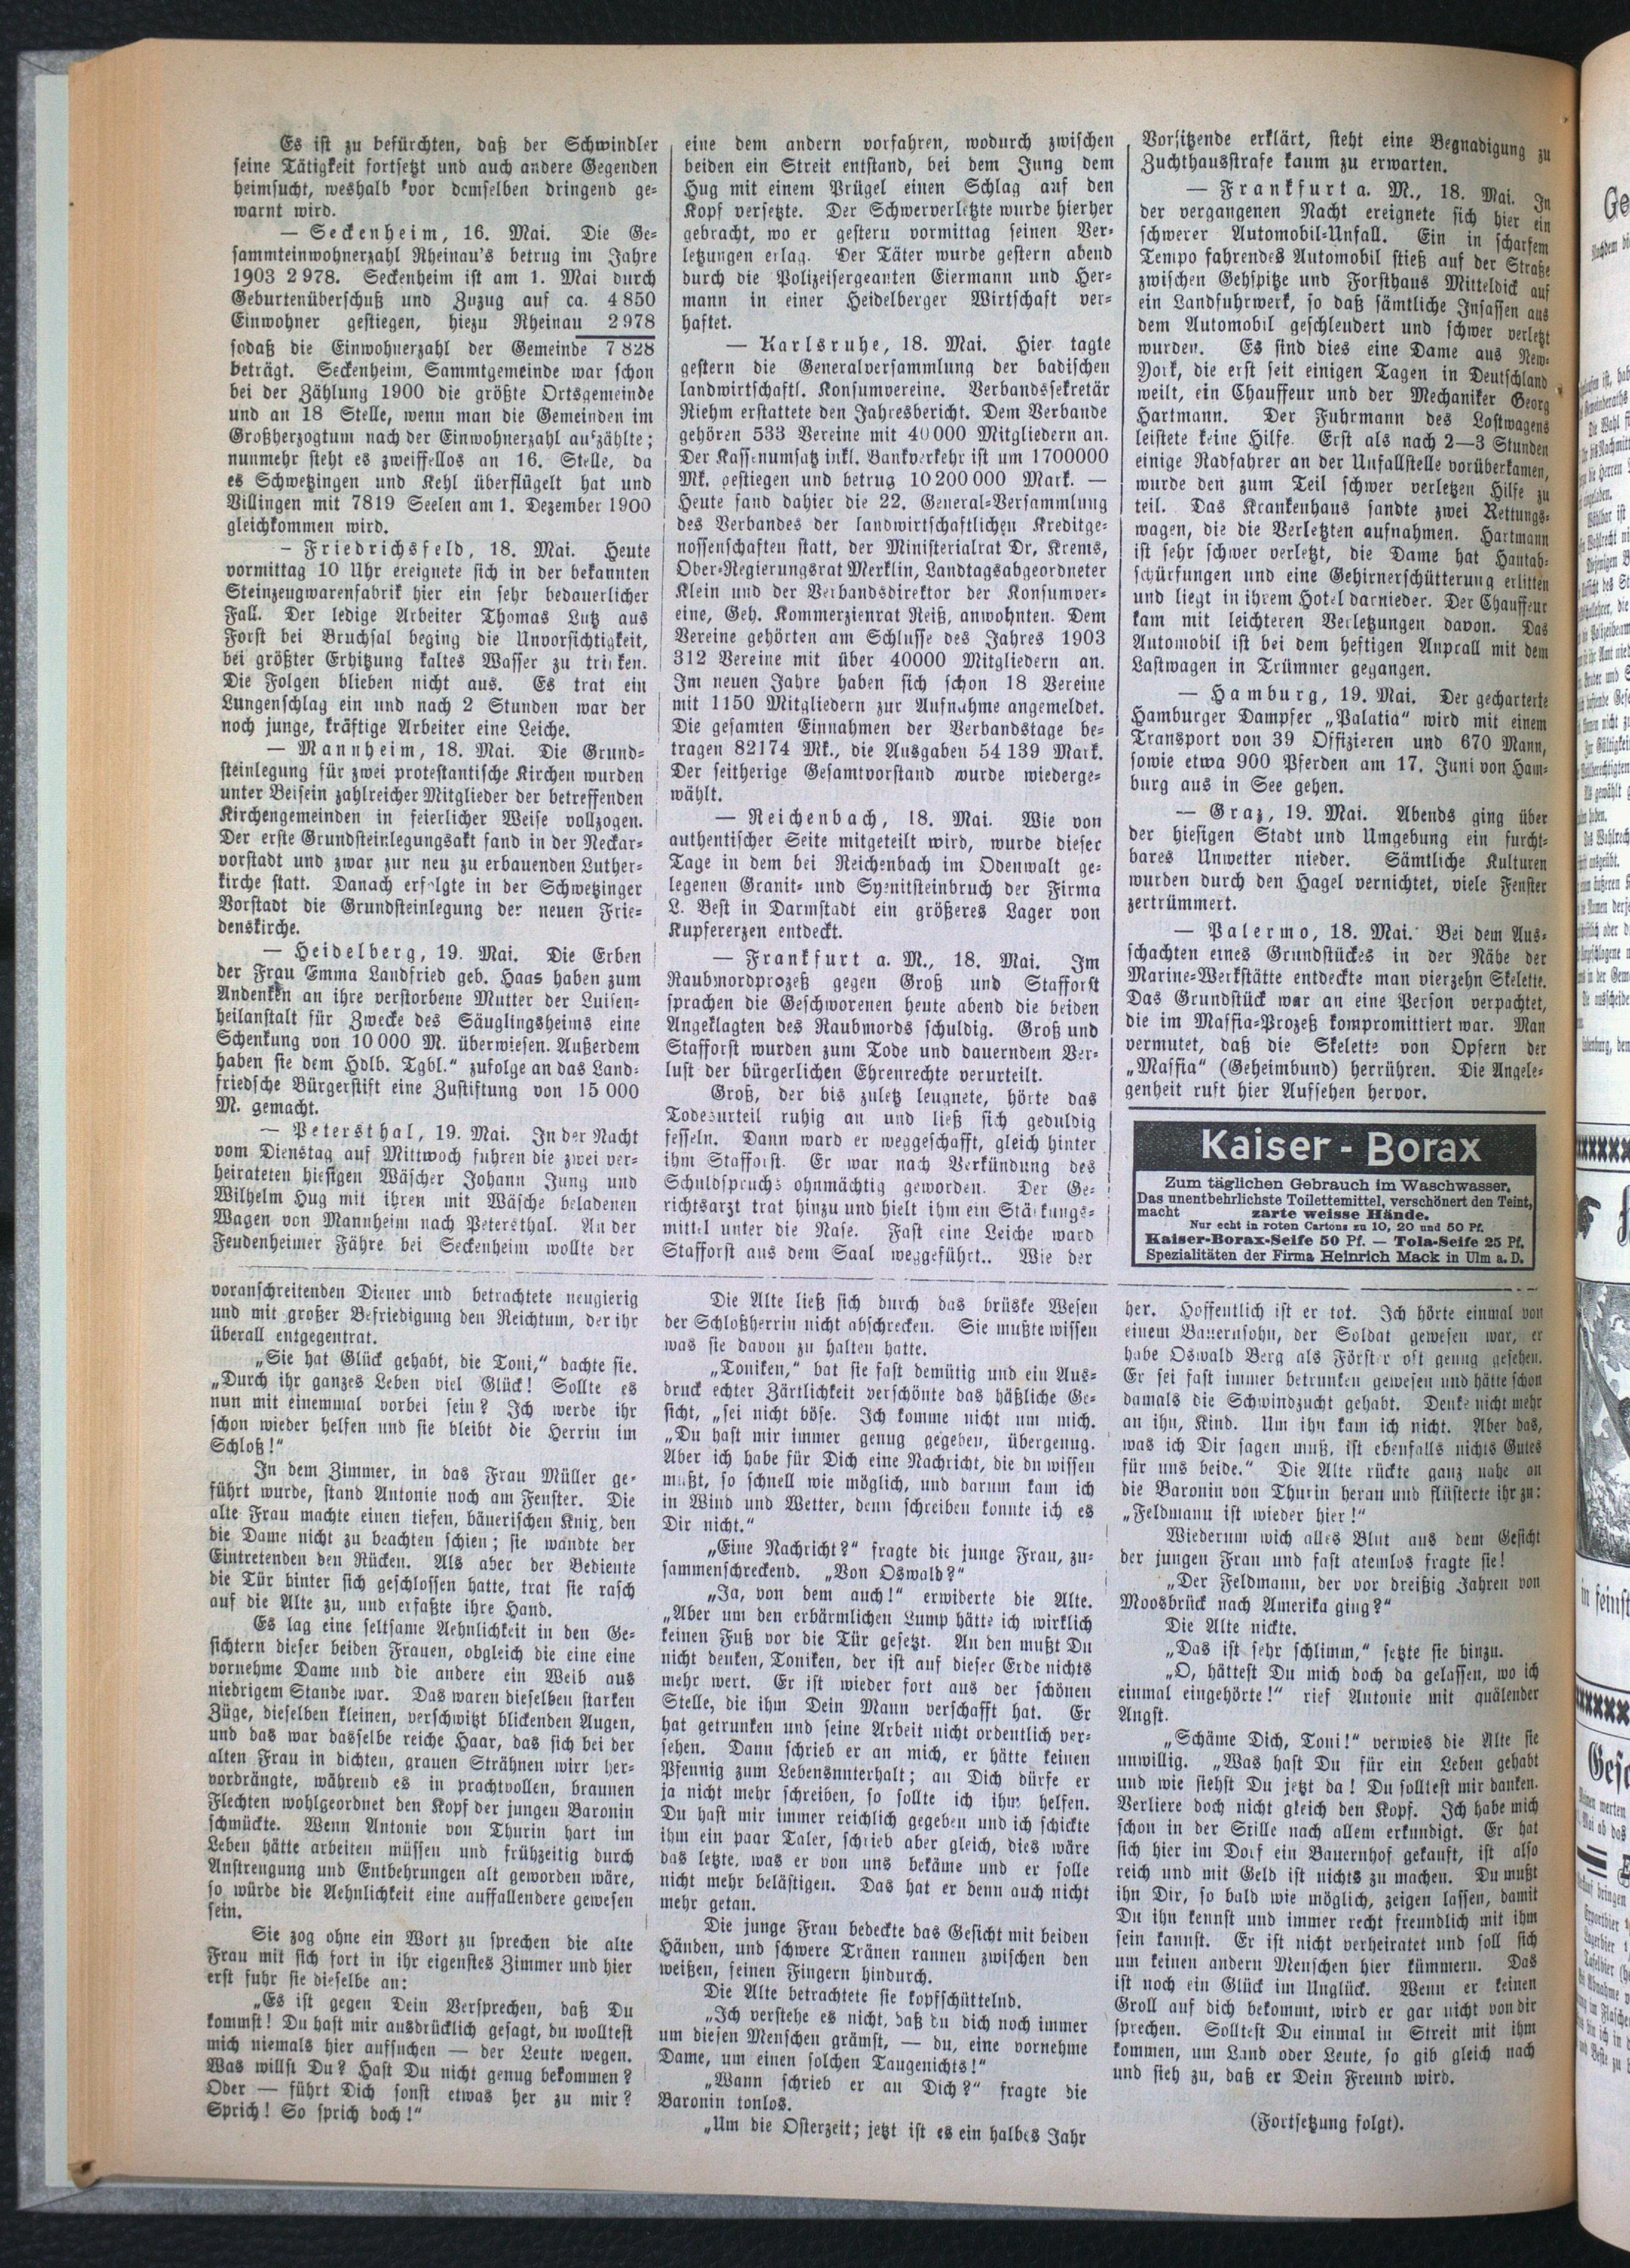 Es ist zu befürchten, daß der Schwindler
seine Tätigkeit fortsetzt und auch andere Gegenden
heimsucht, weshalb vor demselben dringend ge-
warnt wird.
— Seckenheim, 16. Mai. Die Ge-
sammteinwohnerzahl Rheinau's betrug im Jahre
1903 2 978. Seckenheim ist am 1. Mai durch
Geburtenüberschuß und Zuzug auf ca. 4 850
Einwohner gestiegen, hiezu Rheinau 2 978
sodaß die Einwohnerzahl der Gemeinde 7 828
beträgt. Seckenheim, Sammtgemeinde war schon
bei der Zählung 1900 die größte Ortsgemeinde
und an 18 Stelle, wenn man die Gemeinden im
Großherzogtum nach der Einwohnerzahl aufzählte;
nunmehr steht es zweiffellos an 16. Stelle, da
es Schwetzingen und Kehl überflügelt hat und
Villingen mit 7819 Seelen am 1. Dezember 1900
gleichkommen wird.
— Friedrichsfeld, 18. Mai. Heute
vormittag 10 Uhr ereignete sich in der bekannten
Steinzeugwarenfabrik hier ein sehr bedauerlicher
Fall. Der ledige Arbeiter Thomas Lutz aus
Forst bei Bruchsal beging die Unvorsichtigkeit,
bei größter Erhitzung kaltes Wasser zu trinken.
Die Folgen blieben nicht aus. Es trat ein
Lungenschlag ein und nach 2 Stunden war der
noch junge, kräftige Arbeiter eine Leiche.
— Mannheim, 18. Mai. Die Grund-
steinlegung für zwei protestantische Kirchen wurden
unter Beisein zahlreicher Mitglieder der betreffenden
Kirchengemeinden in feierlicher Weise vollzogen.
Der erste Grundsteinlegungsakt fand in der Neckar-
vorstadt und zwar zur neu zu erbauenden Luther-
kirche statt. Danach erfolgte in der Schwetzinger
Vorstadt die Grundsteinlegung der neuen Frie-
denskirche.
— Heidelberg, 19. Mai. Die Erben
der Frau Emma Landfried geb. Haas haben zum
Andenken an ihre verstorbene Mutter der Luisen-
heilanstalt für Zwecke des Säuglingsheims eine
Schenkung von 10 000 M. überwiesen. Außerdem
haben sie dem Hdlb. Tgbl.“ zufolge an das Land-
friedsche Bürgerstift eine Zustiftung von 15 000
M. gemacht.
— Petersthal, 19. Mai. In der Nacht
vom Dienstag auf Mittwoch fuhren die zwei ver-
heirateten hiesigen Wäscher Johann Jung und
Wilhelm Hug mit ihren mit Wäsche beladenen
Wagen von Mannheim nach Petersthal. An der
Feudenheimer Fähre bei Seckenheim wollte der
eine dem andern vorfahren, wodurch zwischen
beiden ein Streit entstand, bei dem Jung dem
Hug mit einem Prügel einen Schlag auf den
Kopf versetzte. Der Schwerverletzte wurde hierher
gebracht, wo er gestern vormittag seinen Ver-
letzungen erlag. Der Täter wurde gestern abend
durch die Polizeisergeanten Eiermann und Her-
mann in einer Heidelberger Wirtschaft ver-
haftet.
— Karlsruhe, 18. Mai. Hier tagte
gestern die Generalversammlung der badischen
landwirtschaftl. Konsumvereine. Verbandssekretär
Riehm erstattete den Jahresbericht. Dem Verbande
gehören 533 Vereine mit 40 000 Mitgliedern an.
Der Kassenumsatz inkl. Bankverkehr ist um 1700000
Mk. gestiegen und betrug 10 200 000 Mark. —
Heute fand dahier die 22. General-Versammlung
des Verbandes der landwirtschaftlichen Kreditge-
nossenschaften statt, der Ministerialrat Dr, Krems,
Ober-Regierungsrat Merklin, Landtagsabgeordneter
Klein und der Verbandsdirektor der Konsumver-
eine, Geh. Kommerzienrat Reiß, anwohnten. Dem
Vereine gehörten am Schlusse des Jahres 1903
312 Vereine mit über 40000 Mitgliedern an.
Im neuen Jahre haben sich schon 18 Vereine
mit 1150 Mitgliedern zur Aufnahme angemeldet.
Die gesamten Einnahmen der Verbandstage be-
tragen 82174 Mk., die Ausgaben 54 139 Mark.
Der seitherige Gesamtvorstand wurde wiederge-
wählt.
— Reichenbach, 18. Mai. Wie von
authentischer Seite mitgeteilt wird, wurde dieser
Tage in dem bei Reichenbach im Odenwalt ge-
legenen Granit- und Syenitsteinbruch der Firma
L. Best in Darmstadt ein größeres Lager von
Kupfererzen entdeckt.
— Frankfurt a. M., 18. Mai. Im
Raubmordprozeß gegen Groß und Stafforst
sprachen die Geschworenen heute abend die beiden
Angeklagten des Raubmords schuldig. Groß und
Stafforst wurden zum Tode und dauerndem Ver-
lust der bürgerlichen Ehrenrechte verurteilt.
Groß, der bis zuletz leugnete, hörte das
Todesurteil ruhig an und ließ sich geduldig
fesseln. Dann ward er weggeschafft, gleich hinter
ihm Stafforst. Er war nach Verkündung des
Schuldspruchs ohnmächtig geworden. Der Ge-
richtsarzt trat hinzu und hielt ihm ein Stärkungs-
mittel unter die Nase. Fast eine Leiche ward
Stafforst aus dem Saal weggeführt.. Wie der
Vorsitzende erklärt, steht eine Begnadigung zu
Zuchthausstrafe kaum zu erwarten.
— Frankfurt a. M., 18. Mai. In
der vergangenen Nacht ereignete sich hier ein
schwerer Automobil-Unfall. Ein in scharfem
Tempo fahrendes Automobil stieß auf der Straße
zwischen Gehspitze und Forsthaus Mitteldick auf
ein Landfuhrwerk, so daß sämtliche Insassen aus
dem Automobil geschleudert und schwer verletzt
wurden. Es sind dies eine Dame aus New-
York, die erst seit einigen Tagen in Deutschland
weilt, ein Chauffeur und der Mechaniker Georg
Hartmann. Der Fuhrmann des Lastwagens
leistete keine Hilfe. Erst als nach 2—3 Stunden
einige Radfahrer an der Unfallstelle vorüberkamen,
wurde den zum Teil schwer verletzen Hilfe zu
teil. Das Krankenhaus sandte zwei Rettungs-
wagen, die die Verletzten aufnahmen. Hartmann
ist sehr schwer verletzt, die Dame hat Hautab-
schürfungen und eine Gehirnerschütterung erlitten
und liegt in ihrem Hotel darnieder. Der Chauffeur
kam mit leichteren Verletzungen davon. Das
Automobil ist bei dem heftigen Anprall mit dem
Lastwagen in Trümmer gegangen.
— Hamburg, 19. Mai. Der gecharterte
Hamburger Dampfer „Palatia“ wird mit einem
Transport von 39 Offizieren und 670 Mann,
sowie etwa 900 Pferden am 17. Juni von Ham-
burg aus in See gehen.
— Graz, 19. Mai. Abends ging über
der hiesigen Stadt und Umgebung ein furcht-
bares Unwetter nieder. Sämtliche Kulturen
wurden durch den Hagel vernichtet, viele Fenster
zertrümmert.
— Palermo, 18. Mai. Bei dem Aus-
schachten eines Grundstückes in der Nähe der
Marine-Werkstätte entdeckte man vierzehn Skelette.
Das Grundstück war an eine Person verpachtet,
die im Maffia-Prozeß kompromittiert war. Man
vermutet, daß die Skelette von Opfern der
„Maffia“ (Geheimbund) herrühren. Die Angele-
genheit ruft hier Aufsehen hervor.
Kaiser-Borax
Zum täglichen Gebrauch im Waschwasser.
Das unentbehrlichste Toilettemittel, verschönert den Teint,
macht zarte weisse Hände.
Nur echt in roten Cartons zu 10, 20 und 50 Pf.
Kaiser-Borax-Seife 50 Pf. — Tola-Seife 25 Pf.
Spezialitäten der Firma Heinrich Mack in Ulm a. D.
voranschreitenden Diener und betrachtete neugierig
und mit großer Befriedigung den Reichtum, der ihr
überall entgegentrat.
„Sie hat Glück gehabt, die Toni,“ dachte sie.
„Durch ihr ganzes Leben viel Glück! Sollte es
nun mit einemmal vorbei sein? Ich werde ihr
schon wieder helfen und sie bleibt die Herrin im
Schloß!“
In dem Zimmer, in das Frau Müller ge-
führt wurde, stand Antonie noch am Fenster. Die
alte Frau machte einen tiefen, bäuerischen Knix, den
die Dame nicht zu beachten schien; sie wandte der
Eintretenden den Rücken. Als aber der Bediente
die Tür hinter sich geschlossen hatte, trat sie rasch
auf die Alte zu, und erfaßte ihre Hand.
Es lag eine seltsame Aehnlichkeit in den Ge-
sichtern dieser beiden Frauen, obgleich die eine eine
vornehme Dame und die andere ein Weib aus
niedrigem Stande war. Das waren dieselben starken
Züge, dieselben kleinen, verschmitzt blickenden Augen,
und das war dasselbe reiche Haar, das sich bei der
alten Frau in dichten, grauen Strähnen wirr her-
vordrängte, während es in prachtvollen, braunen
Flechten wohlgeordnet den Kopf der jungen Baronin
schmückte. Wenn Antonie von Thurin hart im
Leben hätte arbeiten müssen und frühzeitig durch
Anstrengung und Entbehrungen alt geworden wäre,
so würde die Aehnlichkeit eine auffallendere gewesen
sein.
Sie zog ohne ein Wort zu sprechen die alte
Frau mit sich fort in ihr eigenstes Zimmer und hier
erst fuhr sie dieselbe an:
„Es ist gegen Dein Versprechen, daß Du
kommst! Du hast mir ausdrücklich gesagt, du wolltest
mich niemals hier aufsuchen — der Leute wegen.
Was willst Du? Hast Du nicht genug bekommen?
Oder — führt Dich sonst etwas her zu mir?
Sprich! So sprich doch!“
Die Alte ließ sich durch das brüske Wesen
der Schloßherrin nicht abschrecken. Sie mußte wissen
was sie davon zu halten hatte.
„Toniken,“ bat sie fast demütig und ein Aus-
druck echter Zärtlichkeit verschönte das häßliche Ge-
sicht, „sei nicht böse. Ich komme nicht um mich.
„Du hast mir immer genug gegeben, übergenug.
Aber ich habe für Dich eine Nachricht, die du wissen
mußt, so schnell wie möglich, und darum kam ich
in Wind und Wetter, denn schreiben konnte ich es
Dir nicht.“
„Eine Nachricht?“ fragte die junge Frau, zu-
sammenschreckend. „Von Oswald?“
„Ja, von dem auch!“ erwiderte die Alte.
„Aber um den erbärmlichen Lump hätte ich wirklich
keinen Fuß vor die Tür gesetzt. An den mußt Du
nicht denken, Toniken, der ist auf dieser Erde nichts
mehr wert. Er ist wieder fort aus der schönen
Stelle, die ihm Dein Mann verschafft hat. Er
hat getrunken und seine Arbeit nicht ordentlich ver-
sehen. Dann schrieb er an mich, er hätte keinen
Pfennig zum Lebensunterhalt; an Dich dürfe er
ja nicht mehr schreiben, so sollte ich ihm helfen.
Du hast mir immer reichlich gegeben und ich schickte
ihm ein paar Taler, schrieb aber gleich, dies wäre
das letzte, was er von uns bekäme und er solle
nicht mehr belästigen. Das hat er denn auch nicht
mehr getan.
Die junge Frau bedeckte das Gesicht mit beiden
Händen, und schwere Tränen rannen zwischen den
weißen, feinen Fingern hindurch.
Die Alte betrachtete sie kopfschüttelnd.
„Ich verstehe es nicht, daß du dich noch immer
um diesen Menschen grämst, — du, eine vornehme
Dame, um einen solchen Taugenichts!“
„Wann schrieb er an Dich?“ fragte die
Baronin tonlos.
„Um die Osterzeit; jetzt ist es ein halbes Jahr
her. Hoffentlich ist er tot. Ich hörte einmal von
einem Bauernsohn, der Soldat gewesen war, er
habe Oswald Berg als Förster oft genug gesehen.
Er sei fast immer betrunken gewesen und hätte schon
damals die Schwindzucht gehabt. Denke nicht mehr
an ihn, Kind. Um ihn kam ich nicht. Aber das,
was ich Dir sagen muß, ist ebenfalls nichts Gutes
für uns beide.“ Die Alte rückte ganz nahe an
die Baronin von Thurin heran und flüsterte ihr zu:
„Feldmann ist wieder hier!“
Wiederum wich alles Blut aus dem Gesicht
der jungen Frau und fast atemlos fragte sie!
„Der Feldmann, der vor dreißig Jahren von
Moosbrück nach Amerika ging?“
Die Alte nickte.
„Das ist sehr schlimm,“ setzte sie hinzu.
„O, hättest Du mich doch da gelassen, wo ich
einmal eingehörte!“ rief Antonie mit quälender
Angst.
„Schäme Dich, Toni!“ verwies die Alte sie
unwillig. „Was hast Du für ein Leben gehabt
und wie siehst Du jetzt da! Du solltest mir danken.
Verliere doch nicht gleich den Kopf. Ich habe mich
schon in der Stille nach allem erkundigt. Er hat
sich hier im Dorf ein Bauernhof gekauft, ist also
reich und mit Geld ist nichts zu machen. Du mußt
ihn Dir, so bald wie möglich, zeigen lassen, damit
Du ihn kennst und immer recht freundlich mit ihm
sein kannst. Er ist nicht verheiratet und soll sich
um keinen andern Menschen hier kümmern. Das
ist noch ein Glück im Unglück. Wenn er keinen
Groll auf dich bekommt, wird er gar nicht von dir
sprechen. Solltest Du einmal in Streit mit ihm
kommen, um Land oder Leute, so gib gleich nach
und sieh zu, daß er Dein Freund wird.
(Fortsetzung folgt).